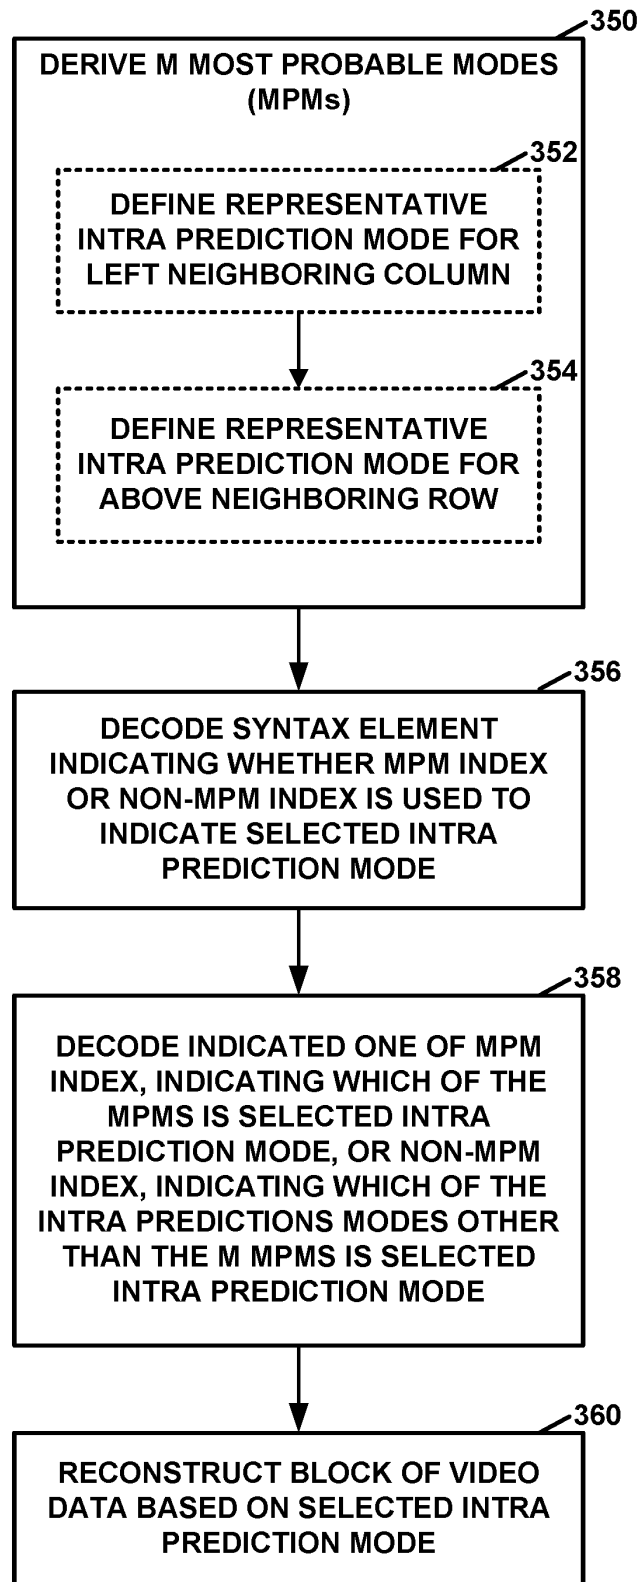 350
DERIVE M MOST PROBABLE MODES
(MPMs)
352
DEFINE REPRESENTATIVE
INTRA PREDICTION MODE FOR
LEFT NEIGHBORING COLUMN
354
DEFINE REPRESENTATIVE
INTRA PREDICTION MODE FOR
ABOVE NEIGHBORING ROW
356
DECODE SYNTAX ELEMENT
INDICATING WHETHER MPM INDEX
OR NON-MPM INDEX IS USED TO
INDICATE SELECTED INTRA
PREDICTION MODE
358
DECODE INDICATED ONE OF MPM
INDEX, INDICATING WHICH OF THE
MPMS IS SELECTED INTRA
PREDICTION MODE, OR NON-MPM
INDEX, INDICATING WHICH OF THE
INTRA PREDICTIONS MODES OTHER
THAN THE M MPMS IS SELECTED
INTRA PREDICTION MODE
360
RECONSTRUCT BLOCK OF VIDEO
DATA BASED ON SELECTED INTRA
PREDICTION MODE